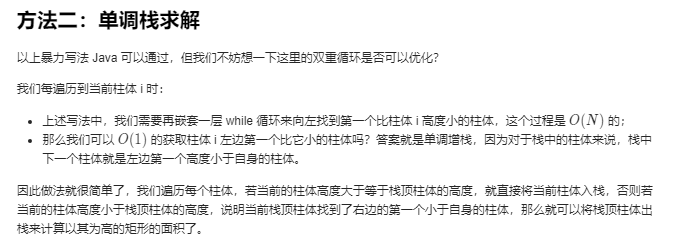 方法二：单调栈求解
以上暴力写法 Java 可以通过，但我们不妨想一下这里的双重循环是否可以优化？
我们每遍历到当前柱体 i 时：
• 上述写法中，我们需要再嵌套一层 while 循环来向左找到第一个比柱体 i 高度小的柱体，这个过程是 O(N) 的；
• 那么我们可以 O(1) 的获取柱体 i 左边第一个比它小的柱体吗？答案就是单调增栈，因为对于栈中的柱体来说，栈中
下一个柱体就是左边第一个高度小于自身的柱体。
因此做法就很简单了，我们遍历每个柱体，若当前的柱体高度大于等于栈顶柱体的高度，就直接将当前柱体入栈，否则若
当前的柱体高度小于栈顶柱体的高度，说明当前栈顶柱体找到了右边的第一个小于自身的柱体，那么就可以将栈顶柱体出
栈来计算以其为高的矩形的面积了。